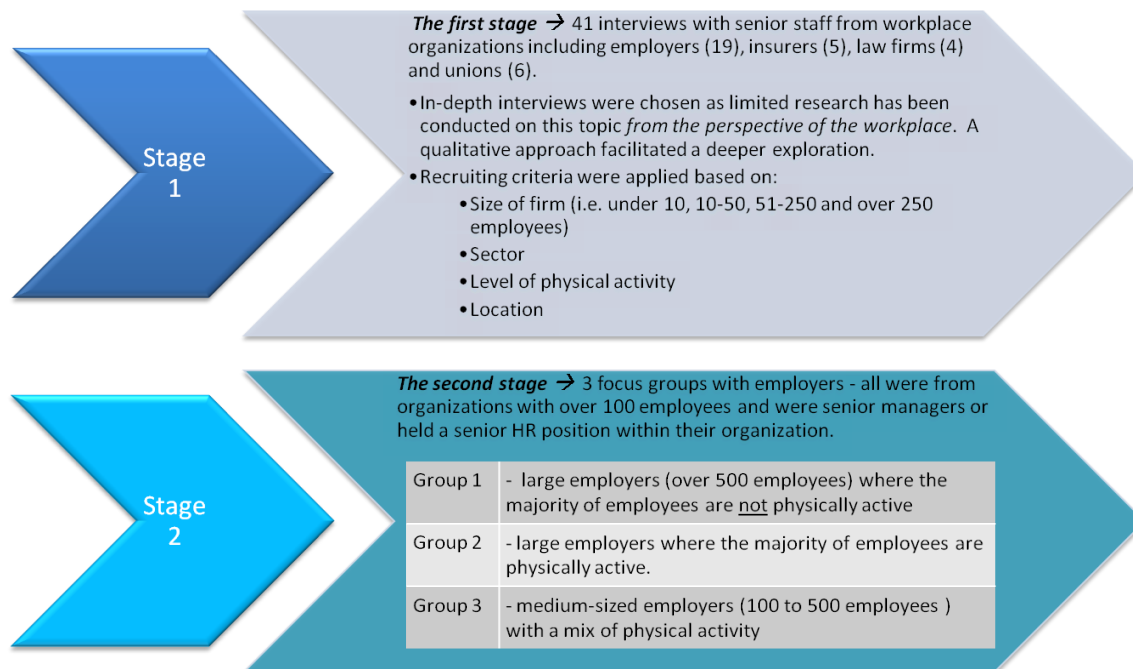 Stage
1
The first stage → 41 interviews with senior staff from workplace
organizations including employers (19), insurers (5), law firms (4)
and unions (6).
•In-depth interviews were chosen as limited research has been
conducted on this topic from the perspective of the workplace. A
qualitative approach facilitated a deeper exploration.
•Recruiting criteria were applied based on:
•Size of firm (i.e. under 10, 10-50, 51-250 and over 250
employees)
•Sector
•Level of physical activity
•Location
Stage
2
The second stage → 3 focus groups with employers - all were from
organizations with over 100 employees and were senior managers or
held a senior HR position within their organization.
Group 1 - large employers (over 500 employees) where the
majority of employees are not physically active
Group 2 - large employers where the majority of employees are
physically active.
Group 3 - medium-sized employers (100 to 500 employees )
with a mix of physical activity